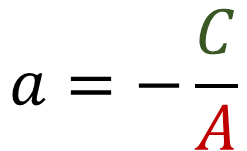 a = − C/A